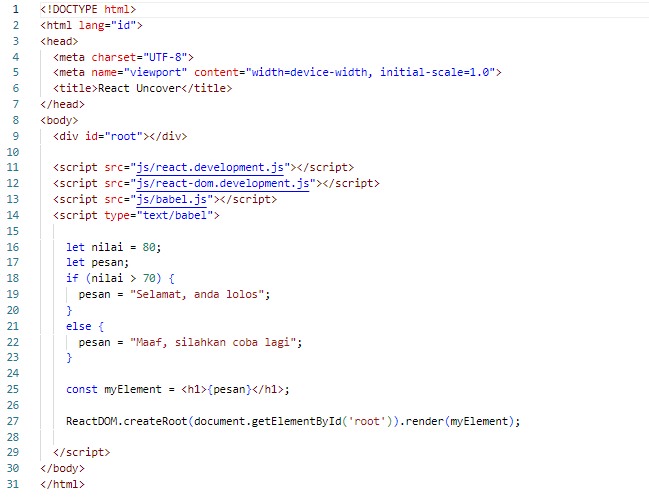 1 <!DOCTYPE html>
2 <html lang="id">
3 <head>
4 <meta charset="UTF-8">
5 <meta name="viewport" content="width=device-width, initial-scale=1.0">
6 <title>React Uncover</title>
7 </head>
8 <body>
9 <div id="root"></div>
10
11 <script src="js/react.development.js"></script>
12 <script src="js/react-dom.development.js"></script>
13 <script src="js/babel.js"></script>
14 <script type="text/babel">
15
16 let nilai = 80;
17 let pesan;
18 if (nilai > 70) {
19 pesan = "Selamat, anda lolos";
20 }
21 else {
22 pesan = "Maaf, silahkan coba lagi";
23 }
24
25 const myElement = <h1>{pesan}</h1>;
26
27 ReactDOM.createRoot(document.getElementById('root')).render(myElement);
28
29 </script>
30 </body>
31 </html>